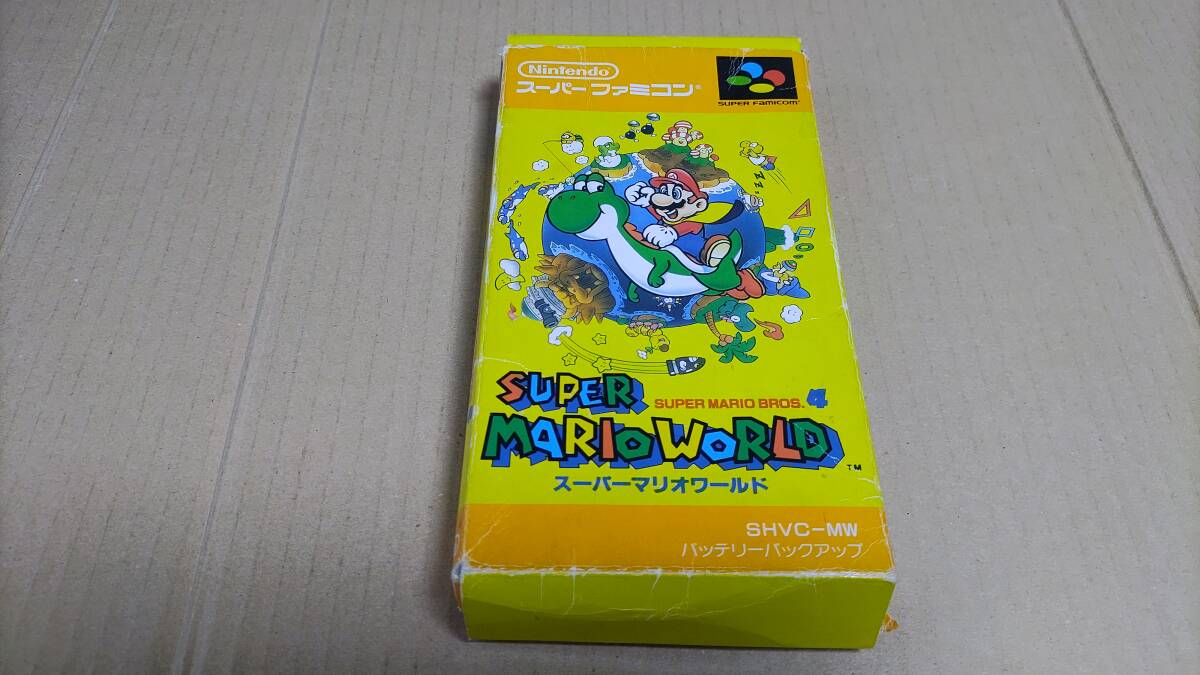 Nintendo
スーパーファミコン®
SUPER FAMICOM
SUPER
SUPER MARIO BROS. 4
MARIO WORLD™
スーパーマリオワールド
SHVC-MW
バッテリーバックアップ